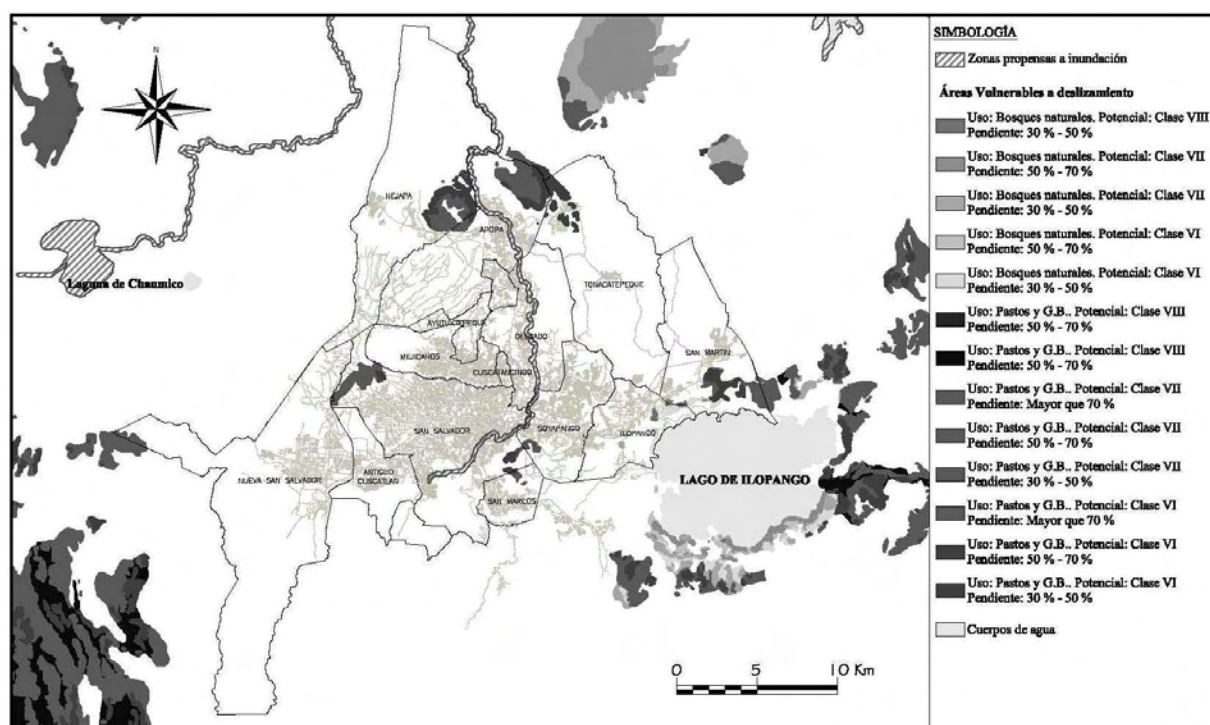 N
NEJAPA
APOPA
Laguna de Chaumico
TONACATEPEQUE
AYUTUXTEPEQUE
DELGADO
MEJICANOS
SAN MARTIN
CUSCATANCINGO
SAN SALVADOR
SOYAPANGO
ILOPANGO
NUEVA SAN SALVADOR
ANTIGUO
CUSCATLAN
SAN MARCOS
LAGO DE ILOPANGO
0 5 10 Km
SIMBOLOGÍA
Zonas propensas a inundación
Áreas Vulnerables a deslizamiento
Uso: Bosques naturales. Potencial: Clase VIII
Pendiente: 30 % - 50 %
Uso: Bosques naturales. Potencial: Clase VII
Pendiente: 50 % - 70 %
Uso: Bosques naturales. Potencial: Clase VII
Pendiente: 30 % - 50 %
Uso: Bosques naturales. Potencial: Clase VI
Pendiente: 50 % - 70 %
Uso: Bosques naturales. Potencial: Clase VI
Pendiente: 30 % - 50 %
Uso: Pastos y G.B.. Potencial: Clase VIII
Pendiente: 50 % - 70 %
Uso: Pastos y G.B.. Potencial: Clase VIII
Pendiente: 50 % - 70 %
Uso: Pastos y G.B.. Potencial: Clase VII
Pendiente: Mayor que 70 %
Uso: Pastos y G.B.. Potencial: Clase VII
Pendiente: 50 % - 70 %
Uso: Pastos y G.B.. Potencial: Clase VII
Pendiente: 30 % - 50 %
Uso: Pastos y G.B.. Potencial: Clase VI
Pendiente: Mayor que 70 %
Uso: Pastos y G.B.. Potencial: Clase VI
Pendiente: 50 % - 70 %
Uso: Pastos y G.B.. Potencial: Clase VI
Pendiente: 30 % - 50 %
Cuerpos de agua